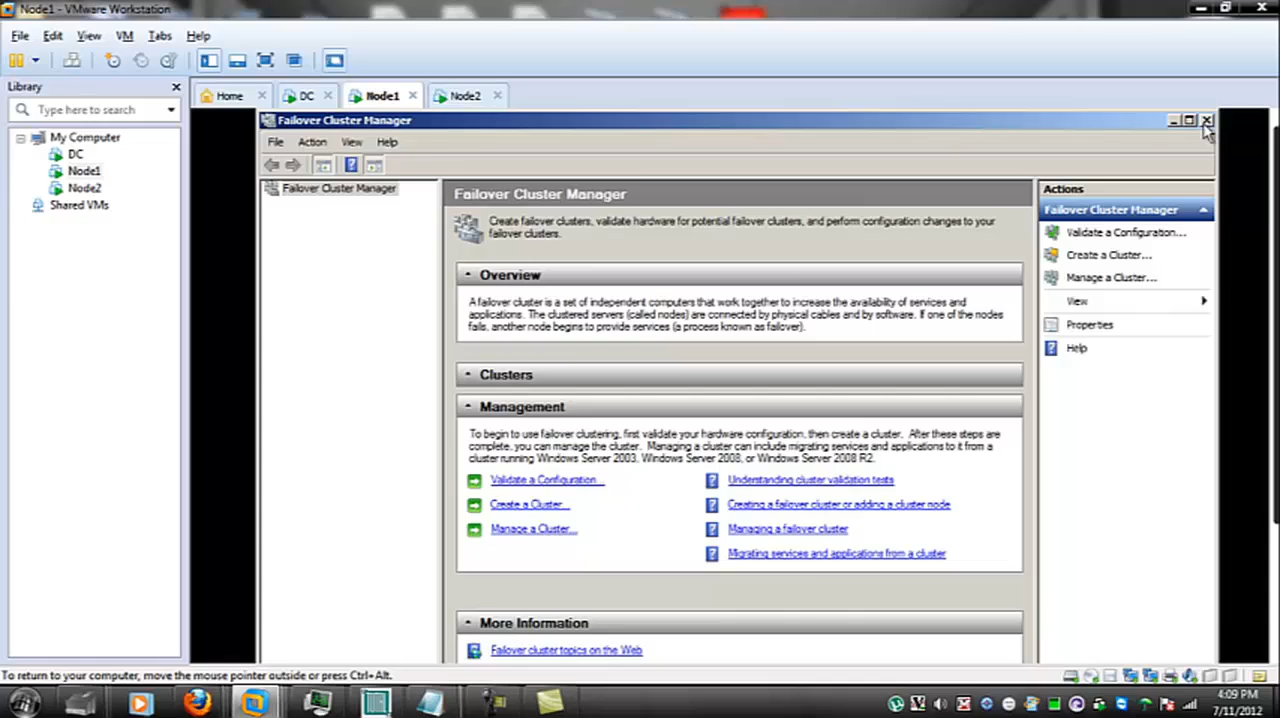 Node1 - VMware Workstation
File Edit View VM Tabs Help
Library
Type here to search
My Computer
DC
Node1
Node2
Shared VMs
Home
DC
Node1
Node2
Failover Cluster Manager
File Action View Help
Failover Cluster Manager
Failover Cluster Manager
Create failover clusters, validate hardware for potential failover clusters, and perform configuration changes to your
failover clusters.
Overview
A failover cluster is a set of independent computers that work together to increase the availability of services and
applications. The clustered servers (called nodes) are connected by physical cables and by software. If one of the nodes
fails, another node begins to provide services (a process known as failover).
Clusters
Management
To begin to use failover clustering, first validate your hardware configuration, then create a cluster. After these steps are
complete, you can manage the cluster. Managing a cluster can include migrating services and applications to it from a
cluster running Windows Server 2003, Windows Server 2008, or Windows Server 2008 R2.
Validate a Configuration...
Understanding cluster validation tests
Create a Cluster...
Creating a failover cluster or adding a cluster node
Manage a Cluster...
Managing a failover cluster
Migrating services and applications from a cluster
More Information
Failover cluster topics on the Web
Actions
Failover Cluster Manager
Validate a Configuration...
Create a Cluster...
Manage a Cluster...
View
Properties
Help
To return to your computer, move the mouse pointer outside or press Ctrl+Alt.
4:09 PM
7/11/2012